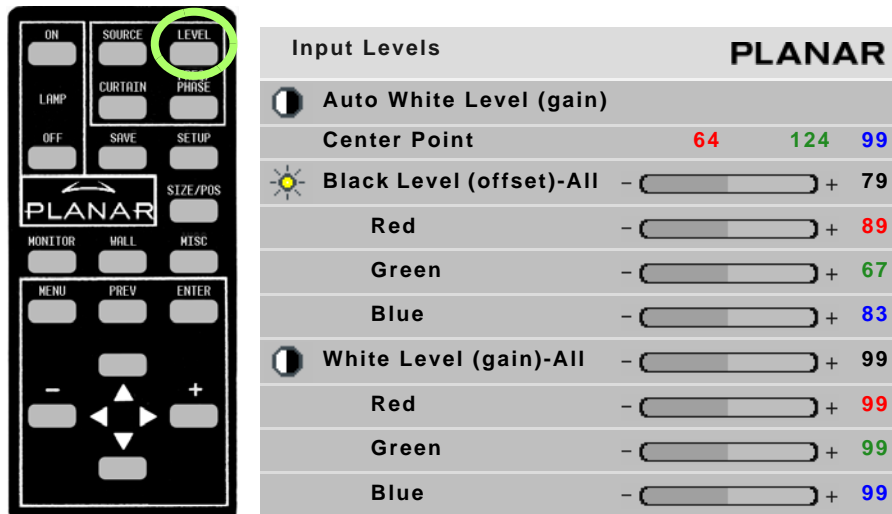 ON SOURCE LEVEL
LAMP CURTAIN PHASE
OFF SAVE SETUP
PLANAR SIZE/POS
MONITOR WALL MISC
MENU PREV ENTER
− +
Input Levels PLANAR
Auto White Level (gain)
Center Point 64 124 99
Black Level (offset)-All − + 79
Red − + 89
Green − + 67
Blue − + 83
White Level (gain)-All − + 99
Red − + 99
Green − + 99
Blue − + 99